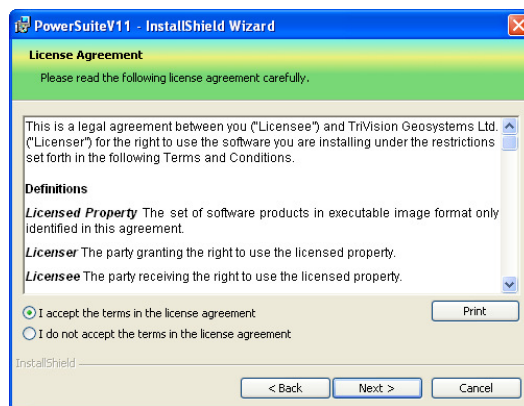 PowerSuiteV11 - InstallShield Wizard
License Agreement
Please read the following license agreement carefully.
This is a legal agreement between you ("Licensee") and TriVision Geosystems Ltd.
("Licenser") for the right to use the software you are installing under the restrictions
set forth in the following Terms and Conditions.
Definitions
Licensed Property The set of software products in executable image format only
identified in this agreement.
Licenser The party granting the right to use the licensed property.
Licensee The party receiving the right to use the licensed property.
I accept the terms in the license agreement
Print
I do not accept the terms in the license agreement
InstallShield
< Back
Next >
Cancel